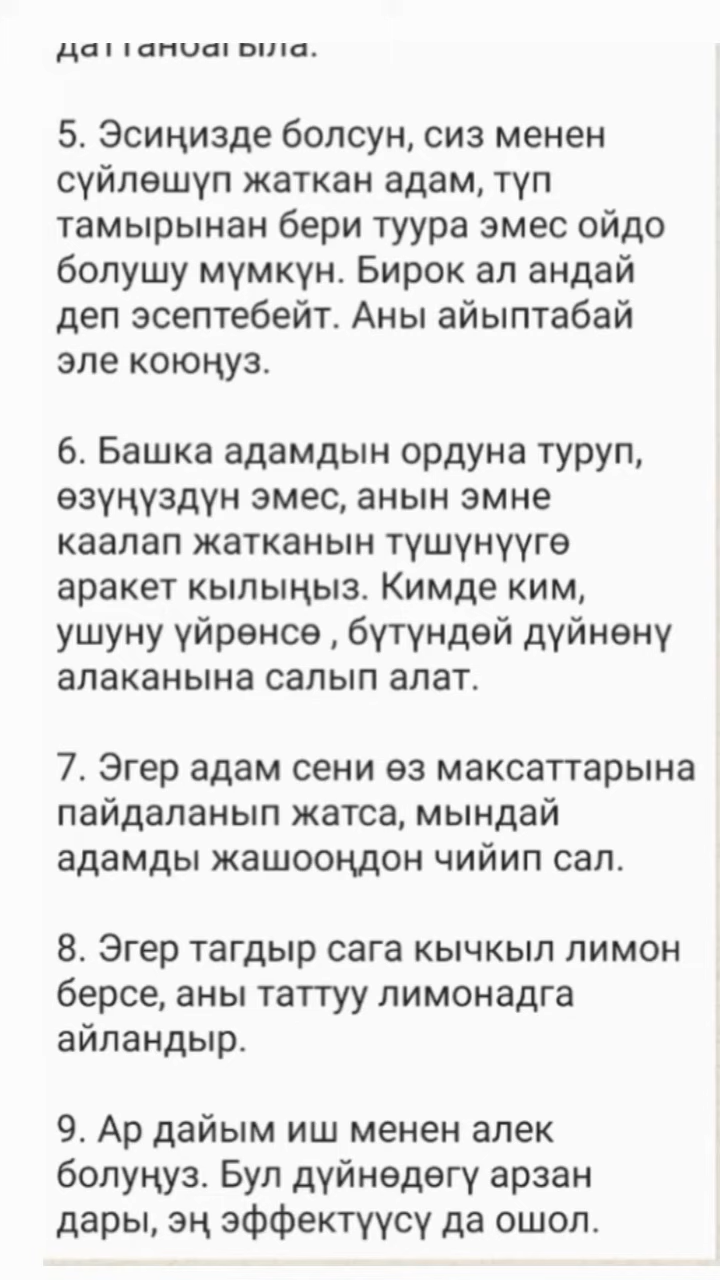 5. Эсиңизде болсун, сиз менен
сүйлөшүп жаткан адам, түп
тамырынан бери туура эмес ойдо
болушу мүмкүн. Бирок ал андай
деп эсептебейт. Аны айыптабай
эле коюңуз.
6. Башка адамдын ордуна туруп,
өзүңүздүн эмес, анын эмне
каалап жатканын түшүнүүгө
аракет кылыңыз. Кимде ким,
ушуну үйрөнсө , бүтүндөй дүйнөнү
алаканына салып алат.
7. Эгер адам сени өз максаттарына
пайдаланып жатса, мындай
адамды жашооңдон чийип сал.
8. Эгер тагдыр сага кычкыл лимон
берсе, аны таттуу лимонадга
айландыр.
9. Ар дайым иш менен алек
болуңуз. Бул дүйнөдөгү арзан
дары, эң эффектүүсү да ошол.